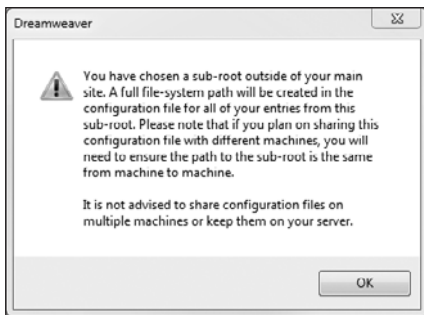 Dreamweaver
You have chosen a sub-root outside of your main
site. A full file-system path will be created in the
configuration file for all of your entries from this
sub-root. Please note that if you plan on sharing this
configuration file with different machines, you will
need to ensure the path to the sub-root is the same
from machine to machine.
It is not advised to share configuration files on
multiple machines or keep them on your server.
OK